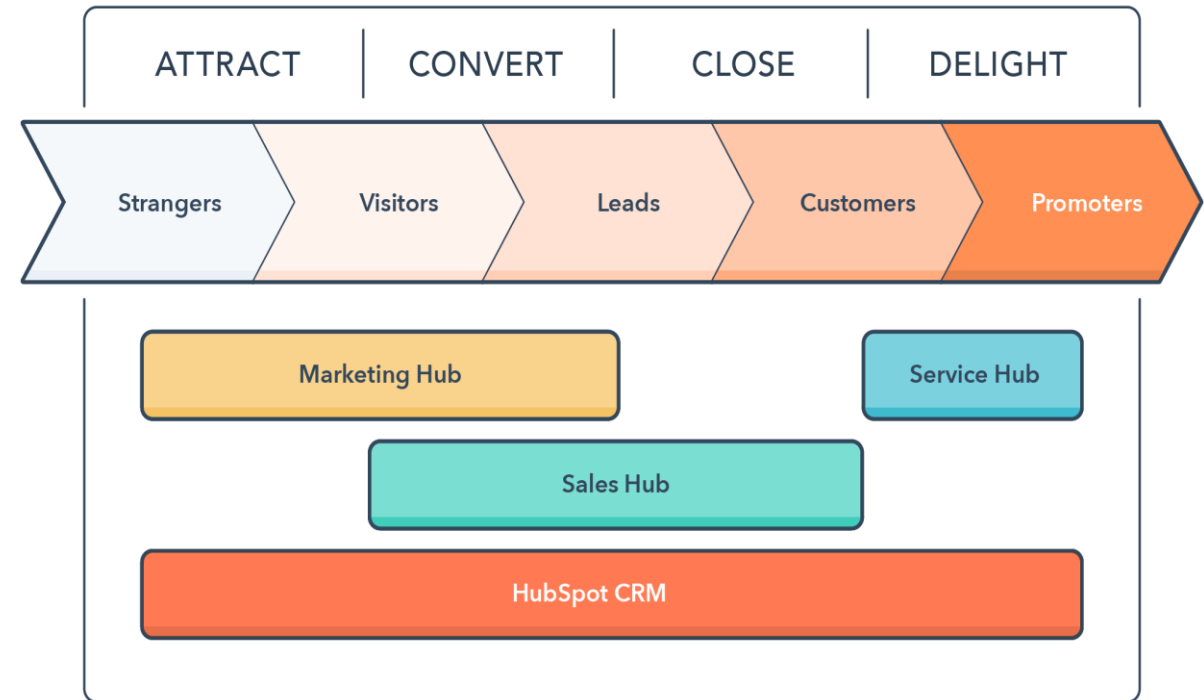 ATTRACT CONVERT CLOSE DELIGHT
Strangers Visitors Leads Customers Promoters
Marketing Hub Service Hub
Sales Hub
HubSpot CRM